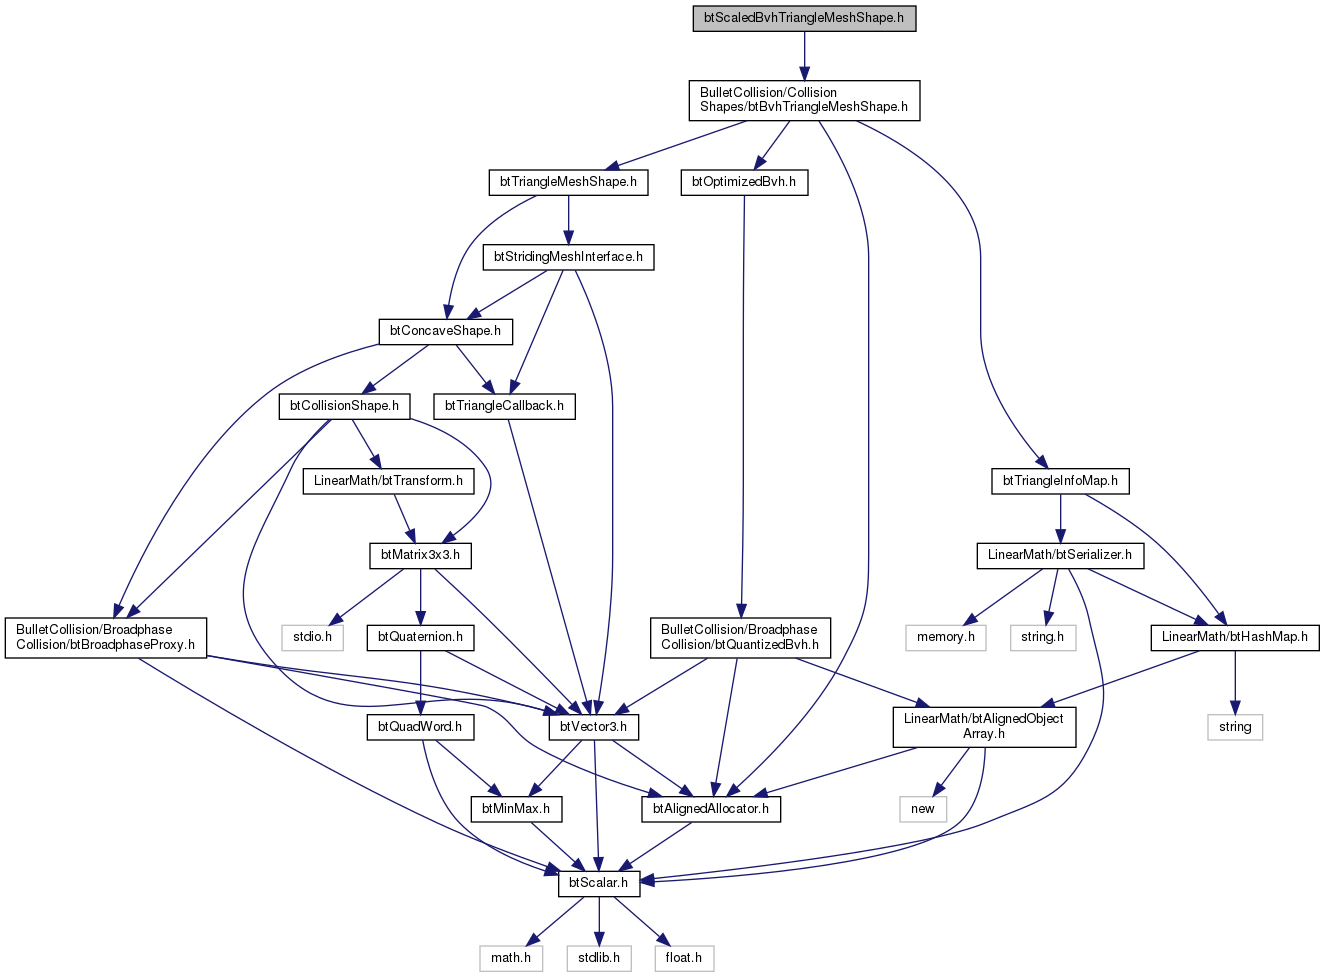 btScaledBvhTriangleMeshShape.h
BulletCollision/Collision
Shapes/btBvhTriangleMeshShape.h
btTriangleMeshShape.h
btOptimizedBvh.h
btStridingMeshInterface.h
btConcaveShape.h
btCollisionShape.h
btTriangleCallback.h
LinearMath/btTransform.h
btTriangleInfoMap.h
btMatrix3x3.h
LinearMath/btSerializer.h
BulletCollision/Broadphase
Collision/btBroadphaseProxy.h
stdio.h
btQuaternion.h
BulletCollision/Broadphase
Collision/btQuantizedBvh.h
memory.h
string.h
LinearMath/btHashMap.h
btQuadWord.h
btVector3.h
LinearMath/btAlignedObject
Array.h
string
btMinMax.h
btAlignedAllocator.h
new
btScalar.h
math.h
stdlib.h
float.h